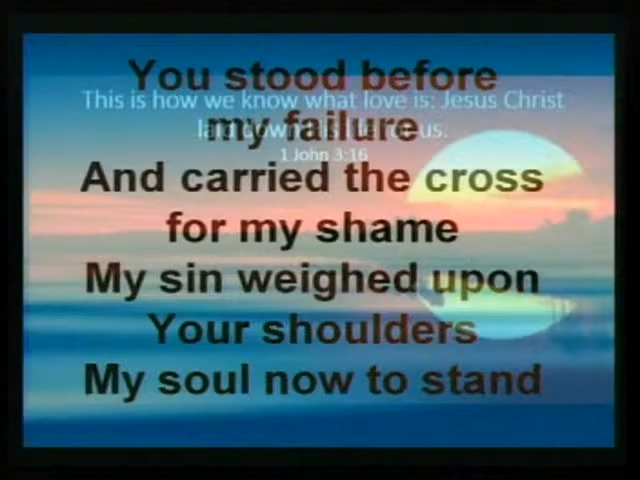 You stood before
This is how we know what love is: Jesus Christ
my failure
laid down his life for us.
1 John 3:16
And carried the cross
for my shame
My sin weighed upon
Your shoulders
My soul now to stand